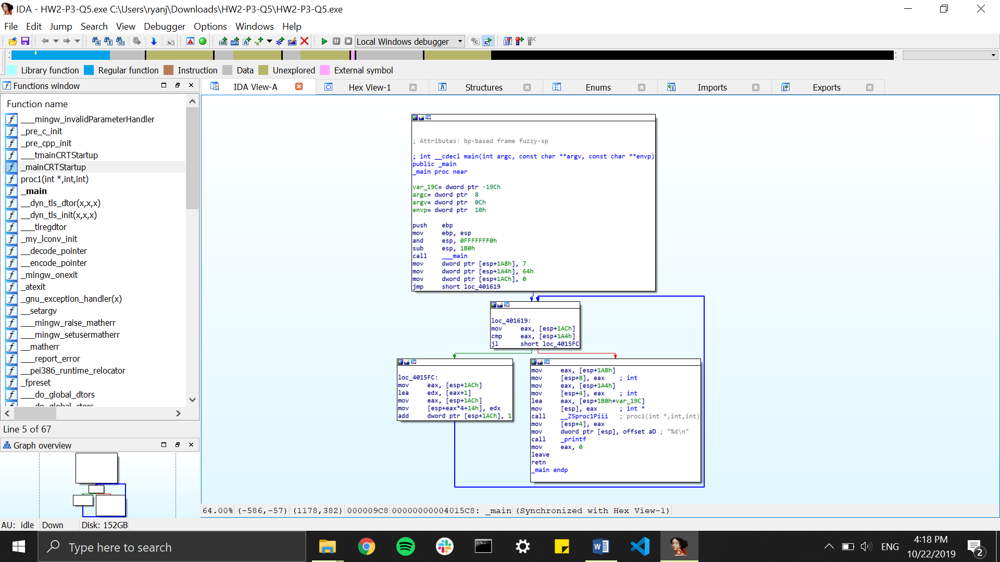 IDA - HW2-P3-Q5.exe C:\Users\ryanj\Downloads\HW2-P3-Q5\HW2-P3-Q5.exe
File Edit Jump Search View Debugger Options Windows Help
Local Windows debugger
Library function Regular function Instruction Data Unexplored External symbol
Functions window
IDA View-A Hex View-1 Structures Enums Imports Exports
Function name
___mingw_invalidParameterHandler
_pre_c_init
_pre_cpp_init
___tmainCRTStartup
_mainCRTStartup
proc1(int *,int,int)
_main
__dyn_tls_dtor(x,x,x)
__dyn_tls_init(x,x,x)
___tlregdtor
_my_lconv_init
__decode_pointer
__encode_pointer
_mingw_onexit
_atexit
_gnu_exception_handler(x)
__setargv
___mingw_raise_matherr
___mingw_setusermatherr
__matherr
___report_error
__pei386_runtime_relocator
_fpreset
___do_global_dtors
___do_global_ctors
Line 5 of 67
Graph overview
; Attributes: bp-based frame fuzzy-sp
; int __cdecl main(int argc, const char **argv, const char **envp)
public _main
_main proc near
var_19C= dword ptr -19Ch
argc= dword ptr  8
argv= dword ptr  0Ch
envp= dword ptr  10h
push    ebp
mov     ebp, esp
and     esp, 0FFFFFFF0h
sub     esp, 1B0h
call    ___main
mov     dword ptr [esp+1A8h], 7
mov     dword ptr [esp+1A4h], 64h
mov     dword ptr [esp+1ACh], 0
jmp     short loc_401619
loc_401619:
mov     eax, [esp+1ACh]
cmp     eax, [esp+1A4h]
jl      short loc_4015FC
loc_4015FC:
mov     eax, [esp+1ACh]
lea     edx, [eax+1]
mov     eax, [esp+1ACh]
mov     [esp+eax*4+14h], edx
add     dword ptr [esp+1ACh], 1
mov     eax, [esp+1A8h]
mov     [esp+8], eax    ; int
mov     eax, [esp+1A4h]
mov     [esp+4], eax    ; int
lea     eax, [esp+1B0h+var_19C]
mov     [esp], eax      ; int *
call    __Z5proc1Piii   ; proc1(int *,int,int)
mov     [esp+4], eax
mov     dword ptr [esp], offset aD ; "%d\n"
call    _printf
mov     eax, 0
leave
retn
_main endp
64.00% (-586,-57) (1178,382) 000009C8 00000000004015C8: _main (Synchronized with Hex View-1)
AU: idle Down Disk: 152GB
Type here to search
ENG
4:18 PM
10/22/2019
2
64